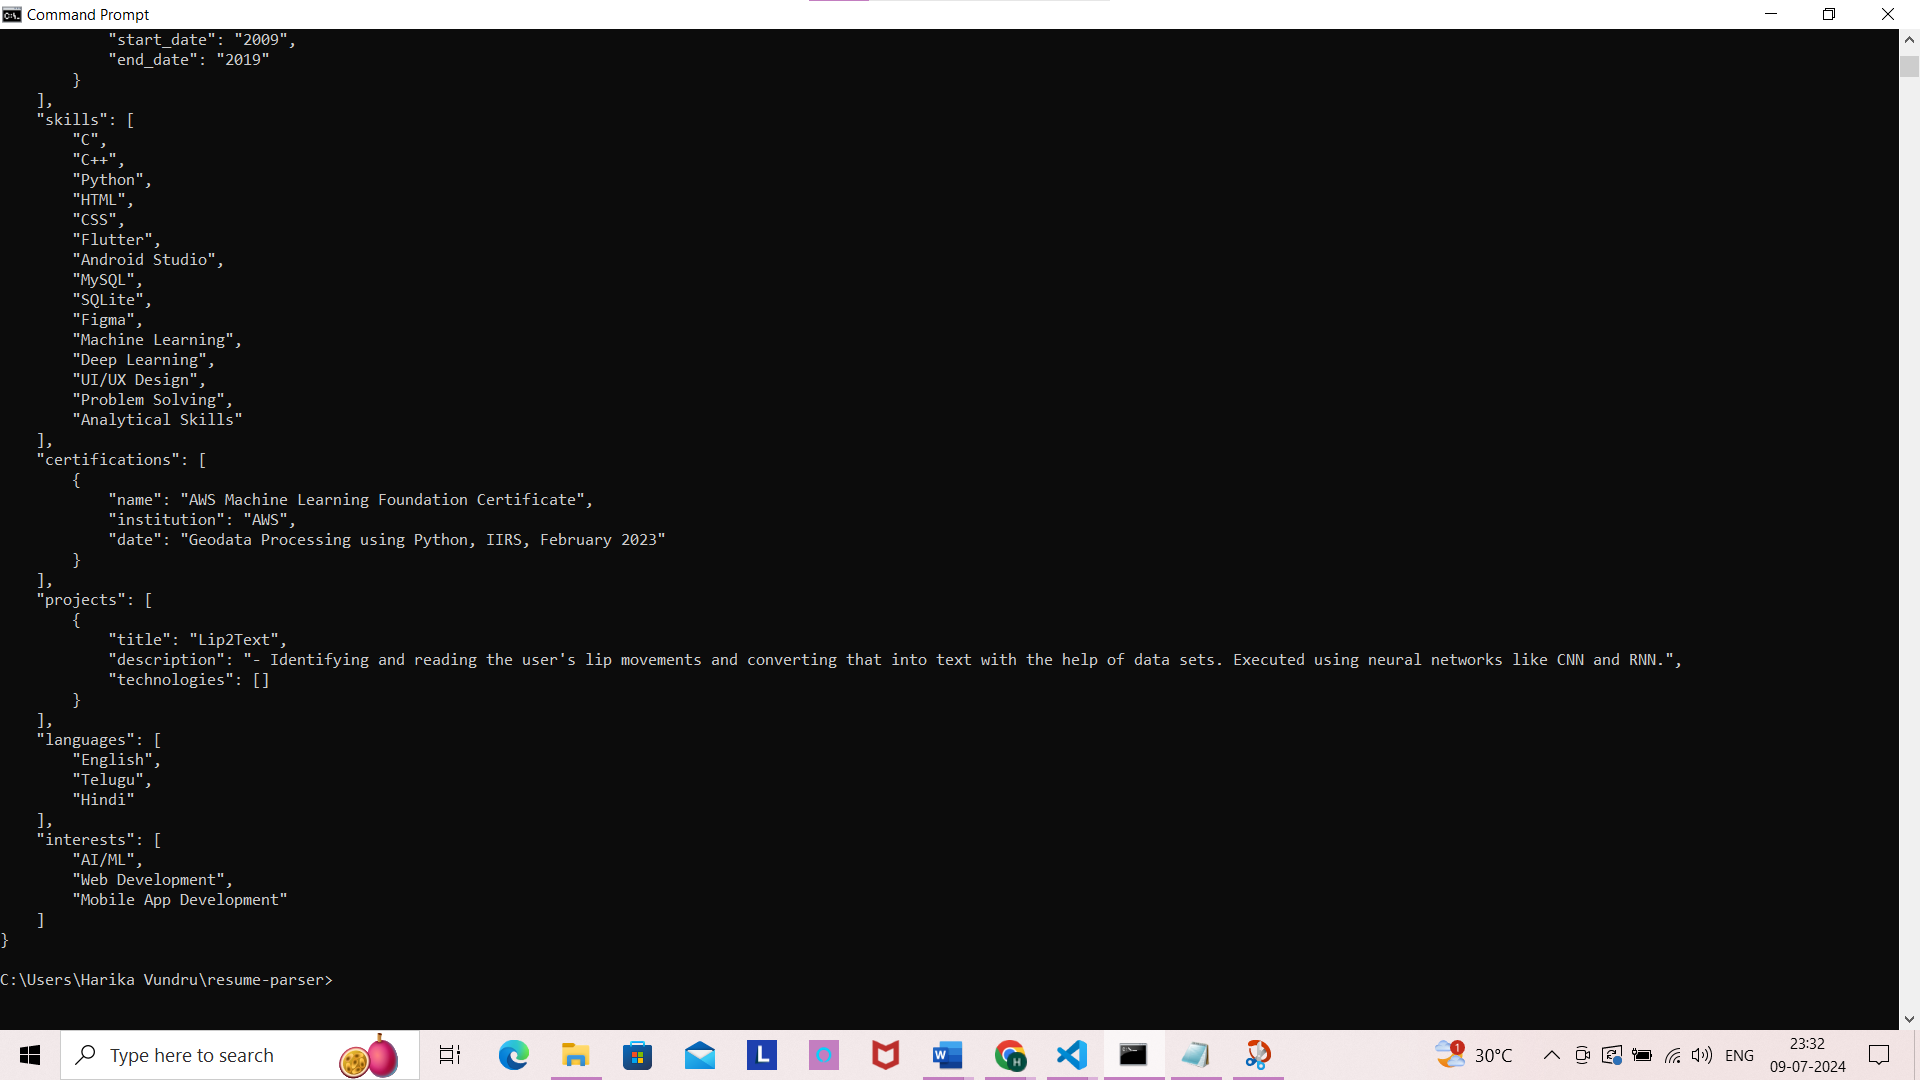 Command Prompt
            "start_date": "2009",
            "end_date": "2019"
        }
    ],
    "skills": [
        "C",
        "C++",
        "Python",
        "HTML",
        "CSS",
        "Flutter",
        "Android Studio",
        "MySQL",
        "SQLite",
        "Figma",
        "Machine Learning",
        "Deep Learning",
        "UI/UX Design",
        "Problem Solving",
        "Analytical Skills"
    ],
    "certifications": [
        {
            "name": "AWS Machine Learning Foundation Certificate",
            "institution": "AWS",
            "date": "Geodata Processing using Python, IIRS, February 2023"
        }
    ],
    "projects": [
        {
            "title": "Lip2Text",
            "description": "- Identifying and reading the user's lip movements and converting that into text with the help of data sets. Executed using neural networks like CNN and RNN.",
            "technologies": []
        }
    ],
    "languages": [
        "English",
        "Telugu",
        "Hindi"
    ],
    "interests": [
        "AI/ML",
        "Web Development",
        "Mobile App Development"
    ]
}
C:\Users\Harika Vundru\resume-parser>
Type here to search
L
W
H
1
30°C
ENG
23:32
09-07-2024